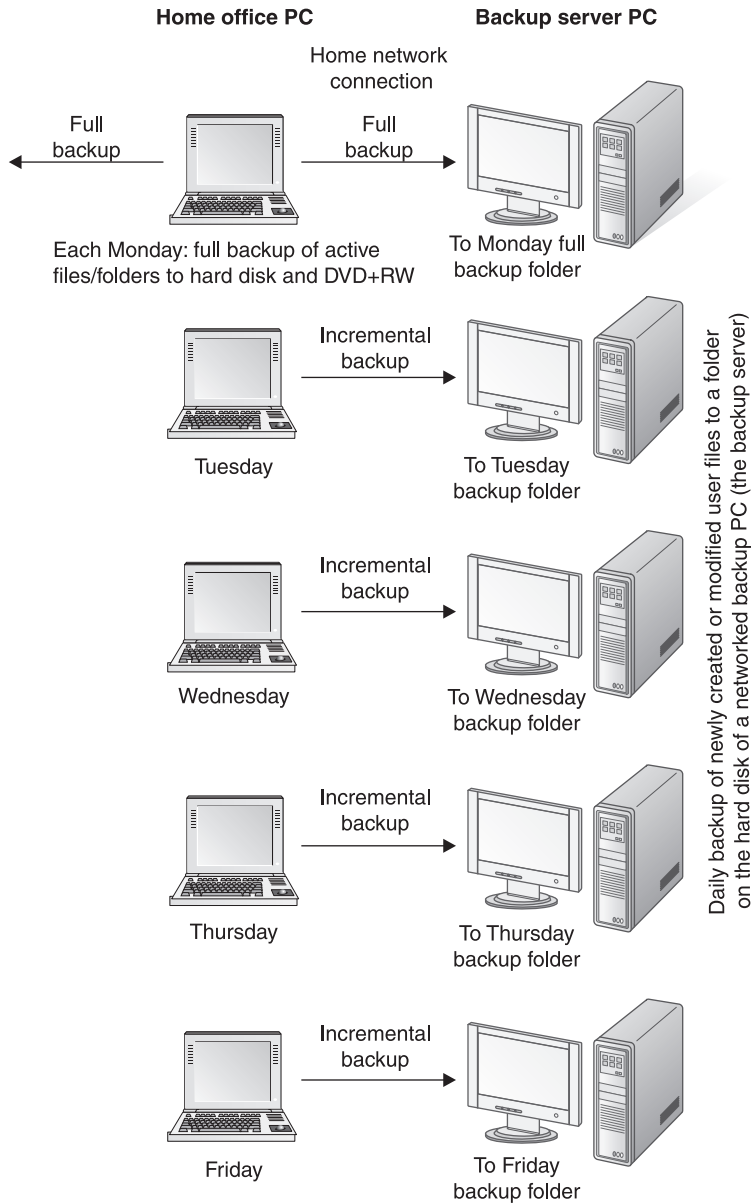 Home office PC
Backup server PC
Home network
connection
Full
backup
Full
backup
Each Monday: full backup of active
files/folders to hard disk and DVD+RW
To Monday full
backup folder
Incremental
backup
Tuesday
To Tuesday
backup folder
Incremental
backup
Wednesday
To Wednesday
backup folder
Incremental
backup
Thursday
To Thursday
backup folder
Incremental
backup
Friday
To Friday
backup folder
Daily backup of newly created or modified user files to a folder
on the hard disk of a networked backup PC (the backup server)